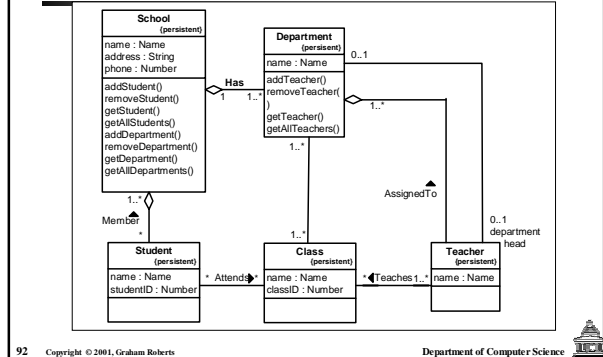 School
{persistent}
name : Name
address : String
phone : Number
addStudent()
removeStudent()
getStudent()
getAllStudents()
addDepartment()
removeDepartment()
getDepartment()
getAllDepartments()
Has
1
1..*
Department
{persisent}
name : Name
addTeacher()
removeTeacher(
)
getTeacher()
getAllTeachers()
0..1
1..*
1..*
AssignedTo
1..*
Member
*
1..*
0..1
department
head
Student
{persistent}
name : Name
studentID : Number
* Attends *
Class
{persistent}
name : Name
classID : Number
* Teaches 1..*
Teacher
{persistent}
name : Name
92 Copyright © 2001, Graham Roberts
Department of Computer Science